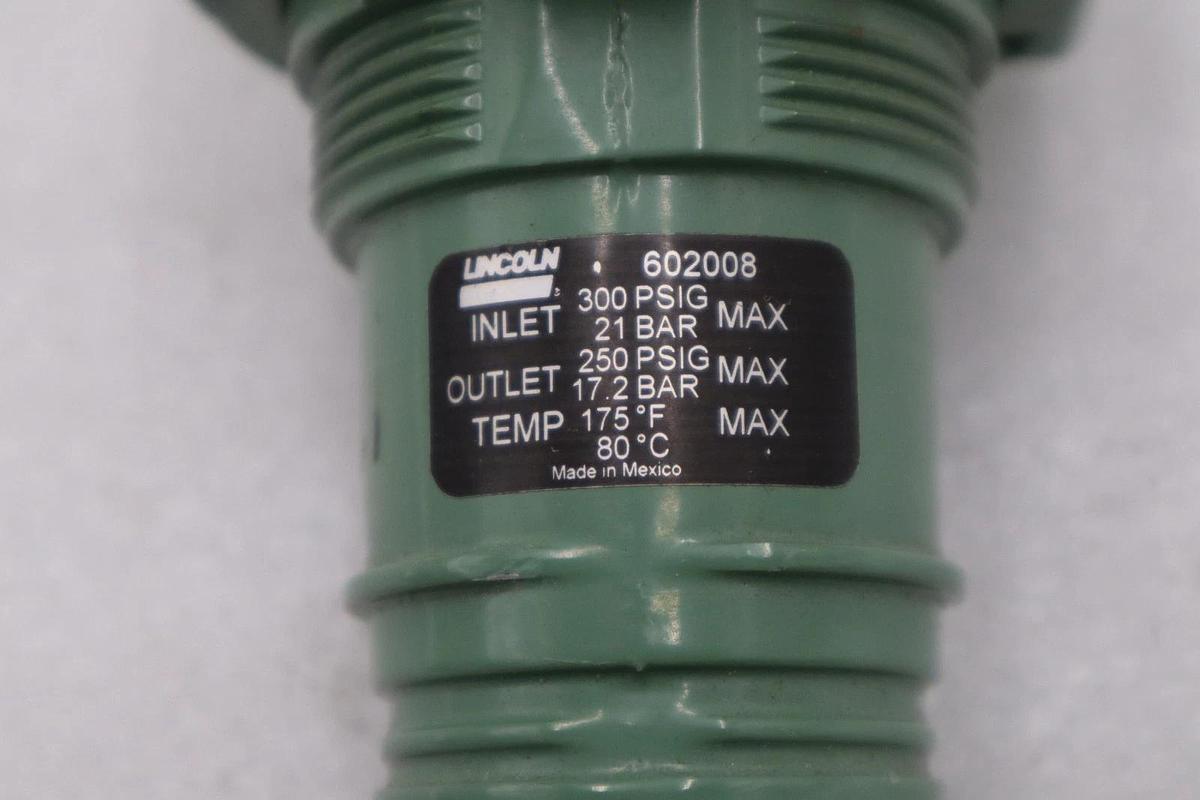 LINCOLN 602008
INLET 300 PSIG MAX
21 BAR
OUTLET 250 PSIG MAX
17.2 BAR
TEMP 175 °F MAX
80 °C
Made in Mexico